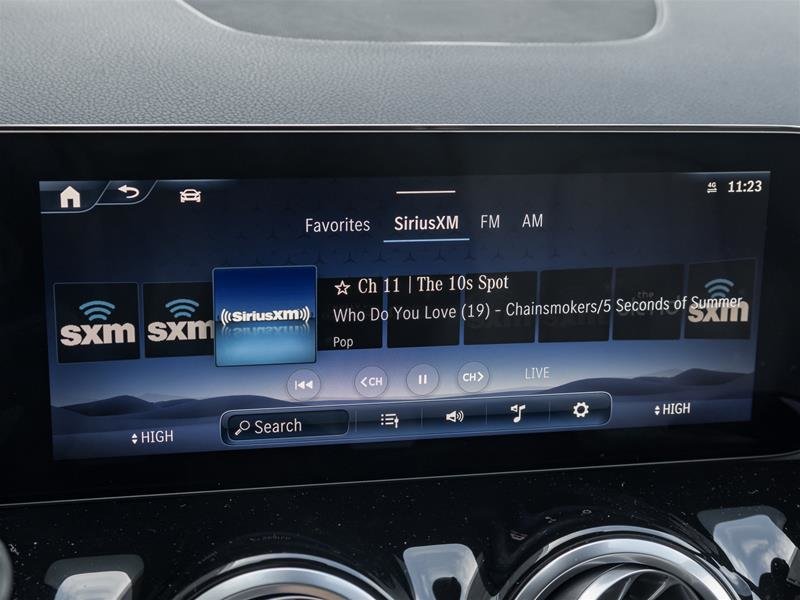 4G 11:23
Favorites SiriusXM FM AM
sxm
sxm
((SiriusXM))
☆ Ch 11 | The 10s Spot
Who Do You Love (19) - Chainsmokers/5 Seconds of Summer
Pop
sxm
<CH
CH>
LIVE
HIGH
Search
HIGH